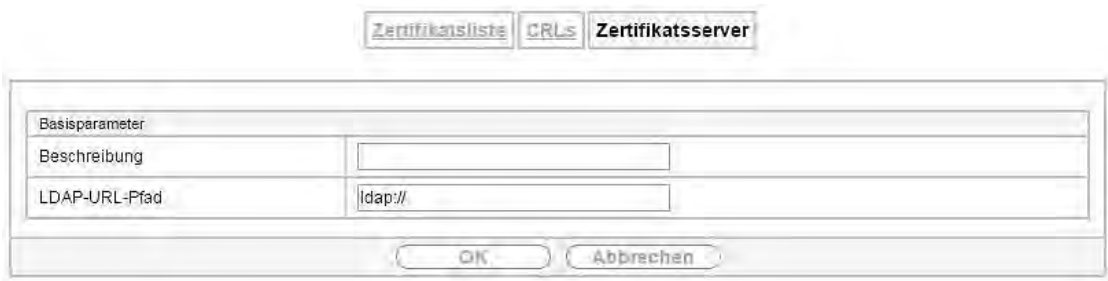 Zertifikatsliste CRLs Zertifikatsserver
Basisparameter
Beschreibung
LDAP-URL-Pfad ldap://
OK Abbrechen